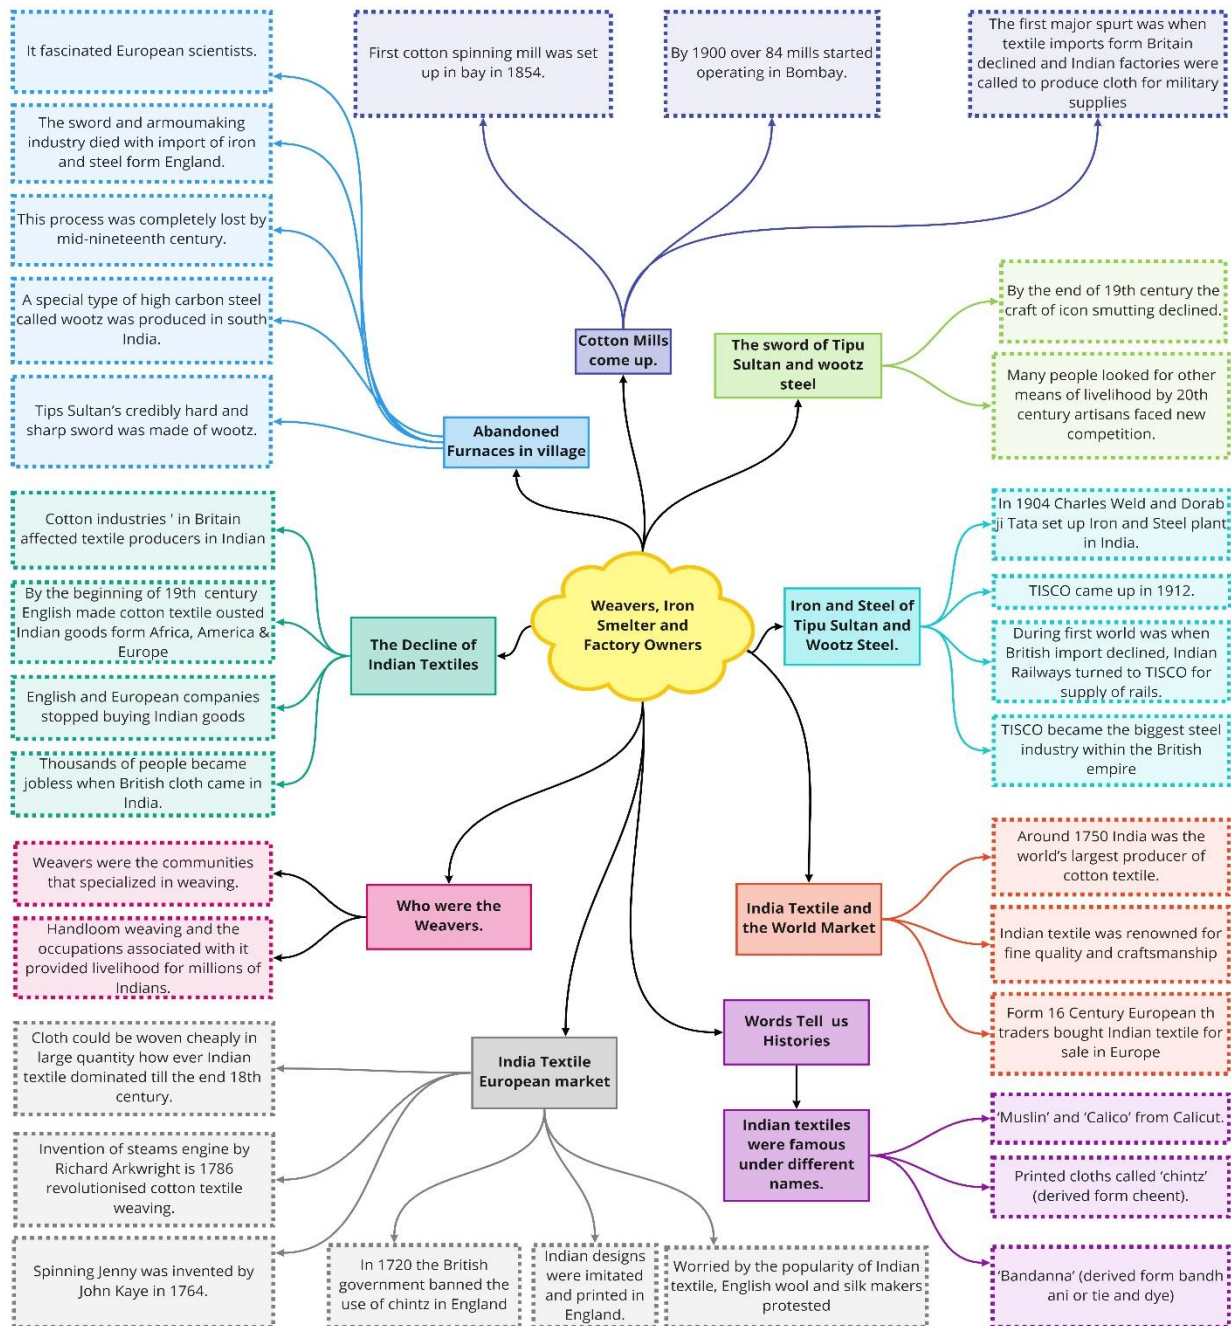 Weavers, Iron
Smelter and
Factory Owners
Cotton Mills
come up.
First cotton spinning mill was set
up in bay in 1854.
By 1900 over 84 mills started
operating in Bombay.
The first major spurt was when
textile imports form Britain
declined and Indian factories were
called to produce cloth for military
supplies
The sword of Tipu
Sultan and wootz
steel
By the end of 19th century the
craft of icon smutting declined.
Many people looked for other
means of livelihood by 20th
century artisans faced new
competition.
Abandoned
Furnaces in village
It fascinated European scientists.
The sword and armoumaking
industry died with import of iron
and steel form England.
This process was completely lost by
mid-nineteenth century.
A special type of high carbon steel
called wootz was produced in south
India.
Tips Sultan's credibly hard and
sharp sword was made of wootz.
The Decline of
Indian Textiles
Cotton industries ' in Britain
affected textile producers in Indian
By the beginning of 19th century
English made cotton textile ousted
Indian goods form Africa, America &
Europe
English and European companies
stopped buying Indian goods
Thousands of people became
jobless when British cloth came in
India.
Iron and Steel of
Tipu Sultan and
Wootz Steel.
In 1904 Charles Weld and Dorab
ji Tata set up Iron and Steel plant
in India.
TISCO came up in 1912.
During first world was when
British import declined, Indian
Railways turned to TISCO for
supply of rails.
TISCO became the biggest steel
industry within the British
empire
Who were the
Weavers.
Weavers were the communities
that specialized in weaving.
Handloom weaving and the
occupations associated with it
provided livelihood for millions of
Indians.
India Textile and
the World Market
Around 1750 India was the
world's largest producer of
cotton textile.
Indian textile was renowned for
fine quality and craftsmanship
Form 16 Century European th
traders bought Indian textile for
sale in Europe
India Textile
European market
Cloth could be woven cheaply in
large quantity how ever Indian
textile dominated till the end 18th
century.
Invention of steams engine by
Richard Arkwright is 1786
revolutionised cotton textile
weaving.
Spinning Jenny was invented by
John Kaye in 1764.
In 1720 the British
government banned the
use of chintz in England
Indian designs
were imitated
and printed in
England.
Worried by the popularity of Indian
textile, English wool and silk makers
protested
Words Tell us
Histories
Indian textiles
were famous
under different
names.
'Muslin' and 'Calico' from Calicut.
Printed cloths called 'chintz'
(derived form cheent).
'Bandanna' (derived form bandh
ani or tie and dye)